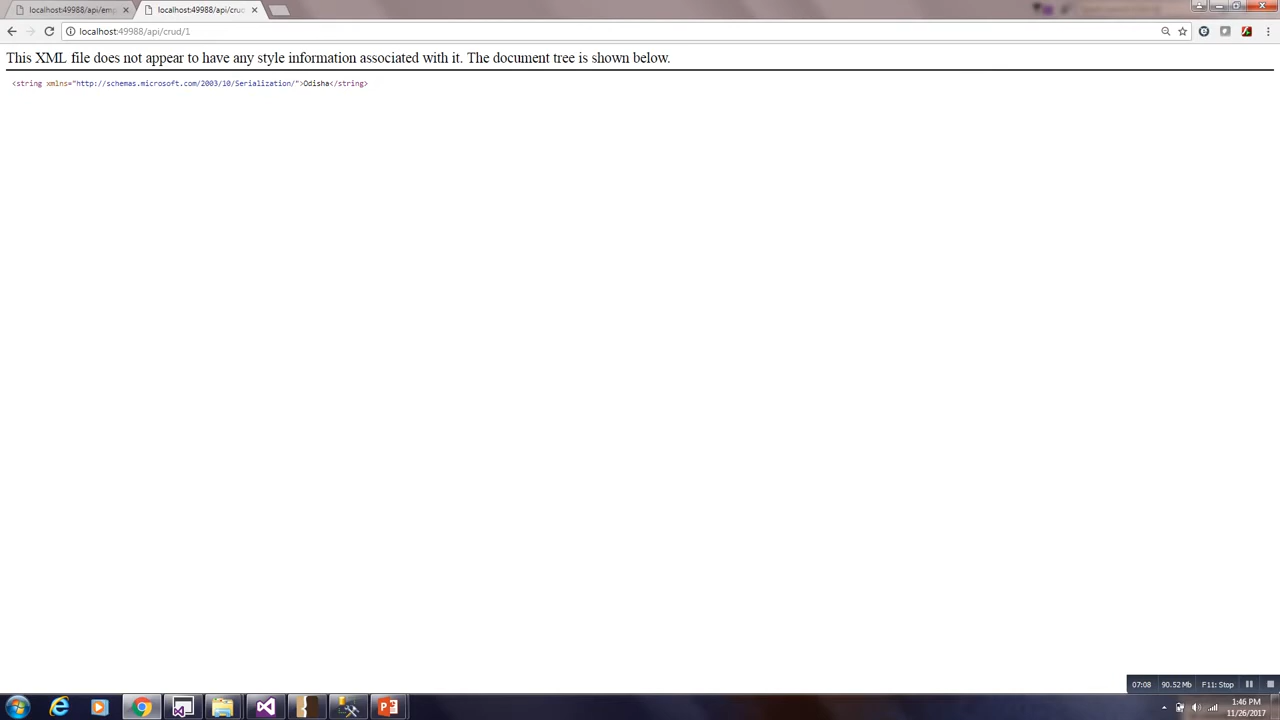 localhost:49988/api/emp
localhost:49988/api/crud
localhost:49988/api/crud/1
This XML file does not appear to have any style information associated with it. The document tree is shown below.
<string xmlns="http://schemas.microsoft.com/2003/10/Serialization/">Odisha</string>
07:08 90.52 Mb F11: Stop
1:46 PM
11/26/2017